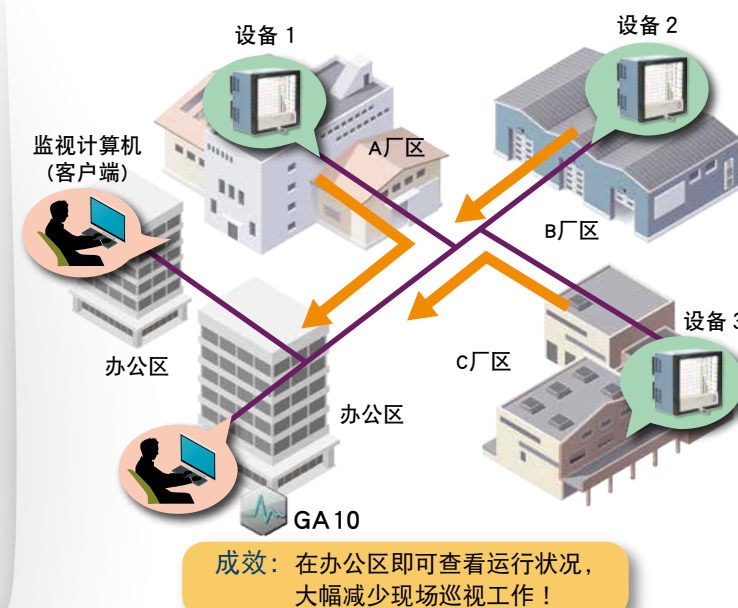 设备 1
设备 2
监视计算机
(客户端)
A厂区
B厂区
设备 3
C厂区
办公区
办公区
GA10
成效：在办公区即可查看运行状况，
大幅减少现场巡视工作！